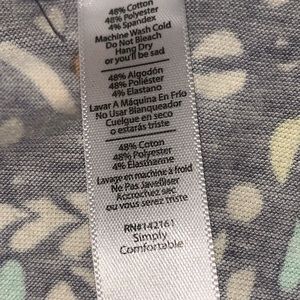 48% Cotton
48% Polyester
4% Spandex
Machine Wash Cold
Do Not Bleach
Hang Dry
or you'll be sad
48% Algodón
48% Poliéster
4% Elastano
Lavar A Máquina En Frío
No Usar Blanqueador
Cuelgue en seco
o estarás triste
48% Coton
48% Polyester
4% Elasthanne
Lavage en machine à froid
Ne Pas Javelliser
Accrochez sec
ou vous serez triste
RN#142161
Simply
Comfortable